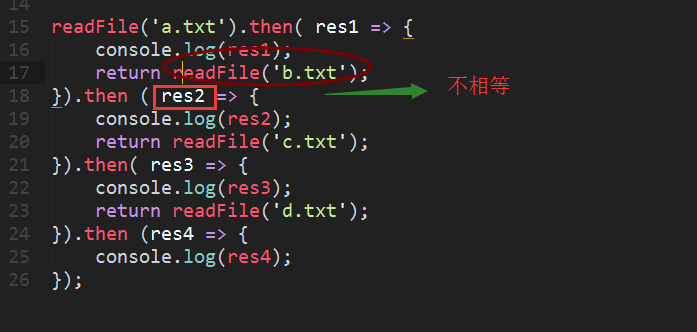 14
15 readFile('a.txt').then( res1 => {
16     console.log(res1);
17     return readFile('b.txt');
18 }).then ( res2 => { 不相等
19     console.log(res2);
20     return readFile('c.txt');
21 }).then( res3 => {
22     console.log(res3);
23     return readFile('d.txt');
24 }).then (res4 => {
25     console.log(res4);
26 });